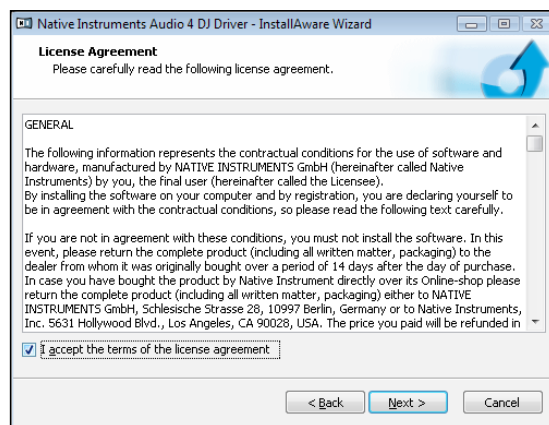 Native Instruments Audio 4 DJ Driver - InstallAware Wizard
License Agreement
Please carefully read the following license agreement.
GENERAL
The following information represents the contractual conditions for the use of software and
hardware, manufactured by NATIVE INSTRUMENTS GmbH (hereinafter called Native
Instruments) by you, the final user (hereinafter called the Licensee).
By installing the software on your computer and by registration, you are declaring yourself to
be in agreement with the contractual conditions, so please read the following text carefully.
If you are not in agreement with these conditions, you must not install the software. In this
event, please return the complete product (including all written matter, packaging) to the
dealer from whom it was originally bought over a period of 14 days after the day of purchase.
In case you have bought the product by Native Instrument directly over its Online-shop please
return the complete product (including all written matter, packaging) either to NATIVE
INSTRUMENTS GmbH, Schlesische Strasse 28, 10997 Berlin, Germany or to Native Instruments,
Inc. 5631 Hollywood Blvd., Los Angeles, CA 90028, USA. The price you paid will be refunded in
I accept the terms of the license agreement
< Back
Next >
Cancel